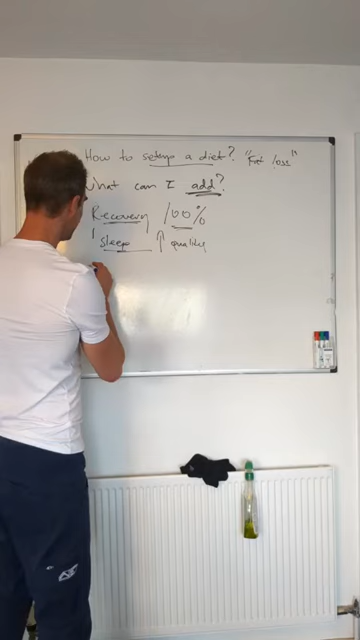 How to setup a diet? "Fat loss"
What can I add?
Recovery 100%
sleep ↑ quality